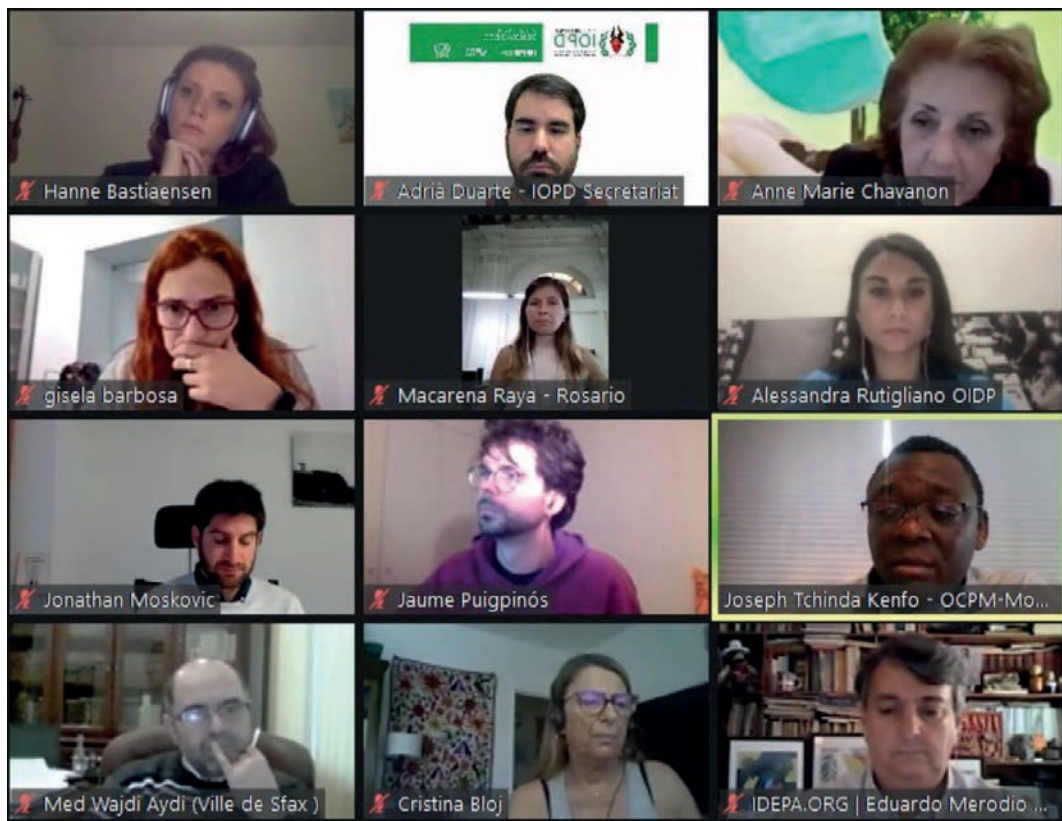 Hanne Bastiaensen
Adrià Duarte - IOPD Secretariat
Anne Marie Chavanon
gisela barbosa
Macarena Raya - Rosario
Alessandra Rutigliano OIDP
Jonathan Moskovic
Jaume Puigpinós
Joseph Tchinda Kenfo - OCPM-Mo...
Med Wajdi Aydi (Ville de Sfax )
Cristina Bloj
IDEPA.ORG | Eduardo Merodio ...